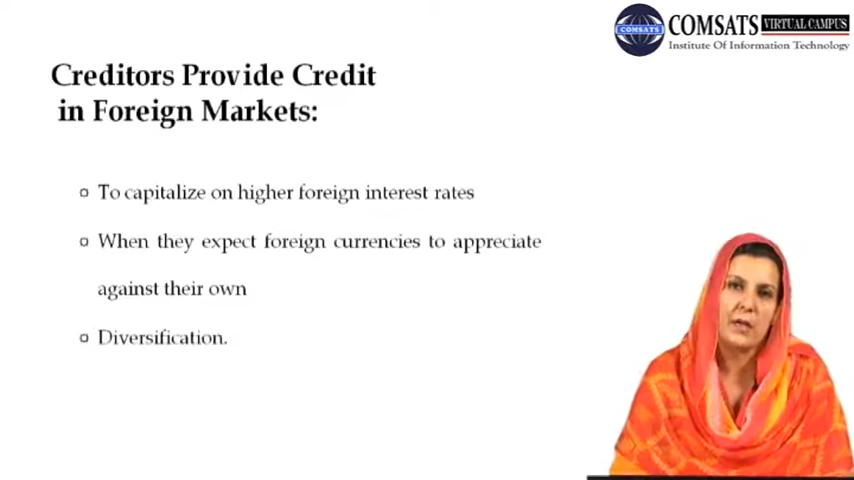 COMSATS VIRTUAL CAMPUS
COMSATS
Institute Of Information Technology
Creditors Provide Credit
in Foreign Markets:
To capitalize on higher foreign interest rates
When they expect foreign currencies to appreciate
against their own
Diversification.